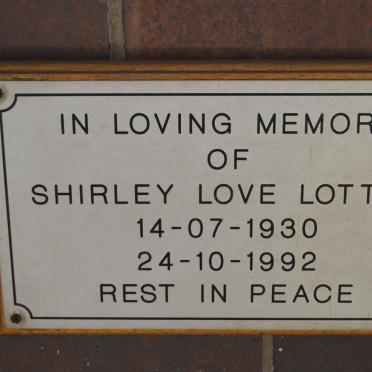 IN LOVING MEMOR
OF
SHIRLEY LOVE LOTT
14-07-1930
24-10-1992
REST IN PEACE